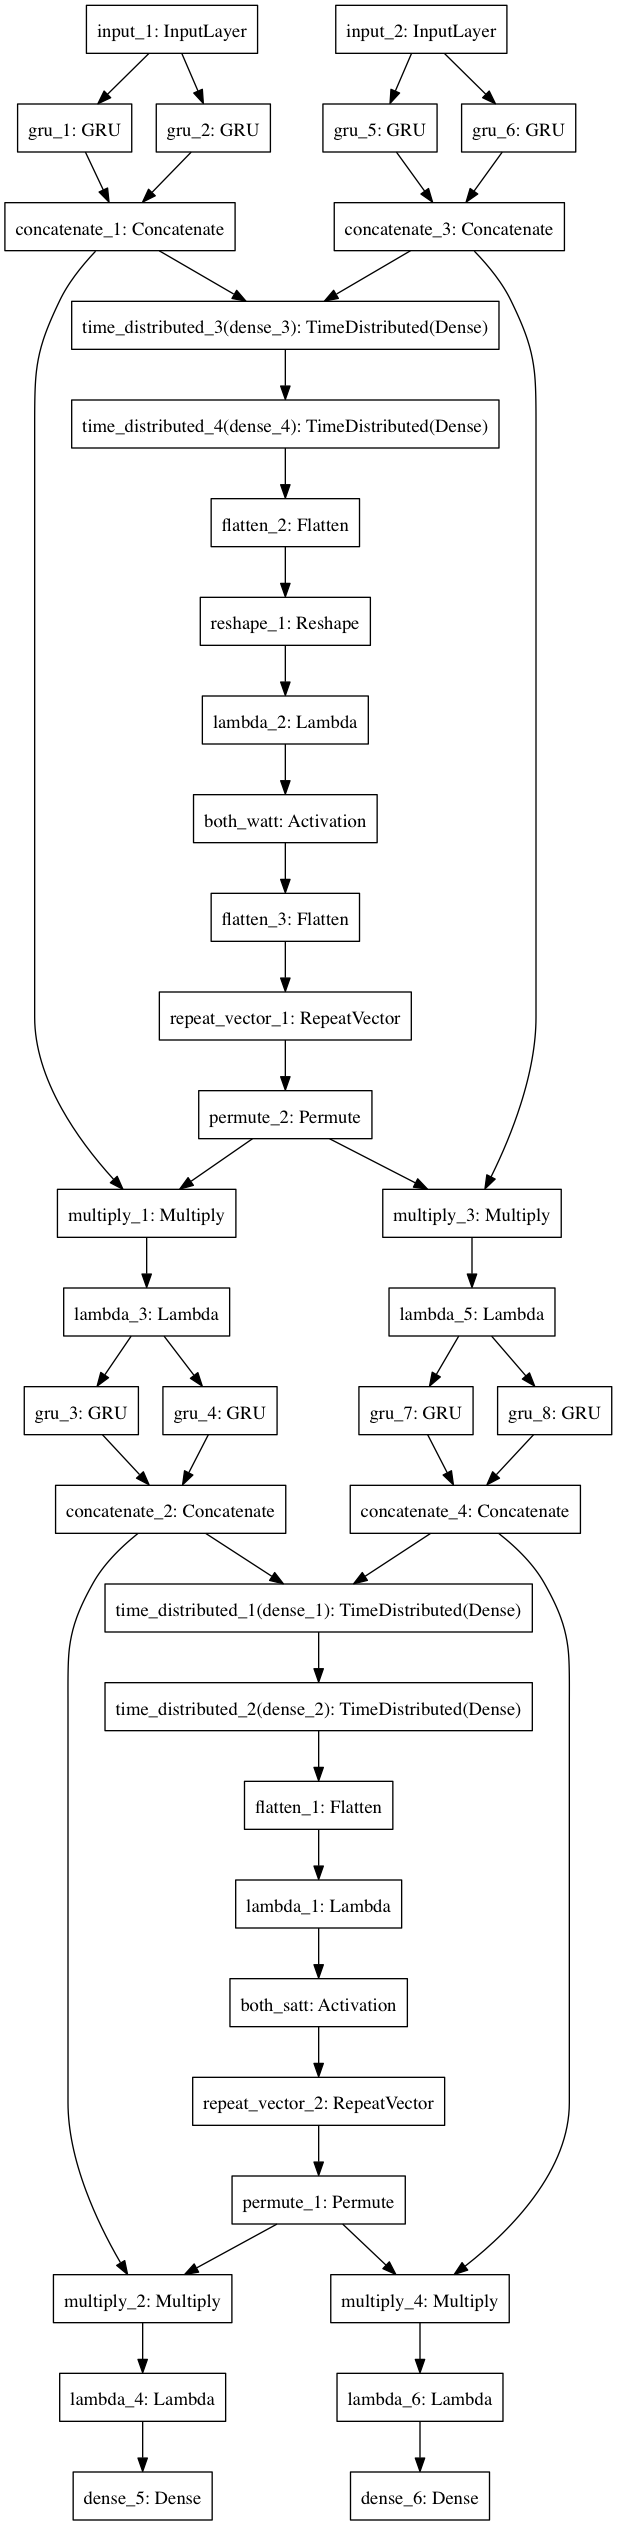 input_1: InputLayer
input_2: InputLayer
gru_1: GRU
gru_2: GRU
gru_5: GRU
gru_6: GRU
concatenate_1: Concatenate
concatenate_3: Concatenate
time_distributed_3(dense_3): TimeDistributed(Dense)
time_distributed_4(dense_4): TimeDistributed(Dense)
flatten_2: Flatten
reshape_1: Reshape
lambda_2: Lambda
both_watt: Activation
flatten_3: Flatten
repeat_vector_1: RepeatVector
permute_2: Permute
multiply_1: Multiply
multiply_3: Multiply
lambda_3: Lambda
lambda_5: Lambda
gru_3: GRU
gru_4: GRU
gru_7: GRU
gru_8: GRU
concatenate_2: Concatenate
concatenate_4: Concatenate
time_distributed_1(dense_1): TimeDistributed(Dense)
time_distributed_2(dense_2): TimeDistributed(Dense)
flatten_1: Flatten
lambda_1: Lambda
both_satt: Activation
repeat_vector_2: RepeatVector
permute_1: Permute
multiply_2: Multiply
multiply_4: Multiply
lambda_4: Lambda
lambda_6: Lambda
dense_5: Dense
dense_6: Dense